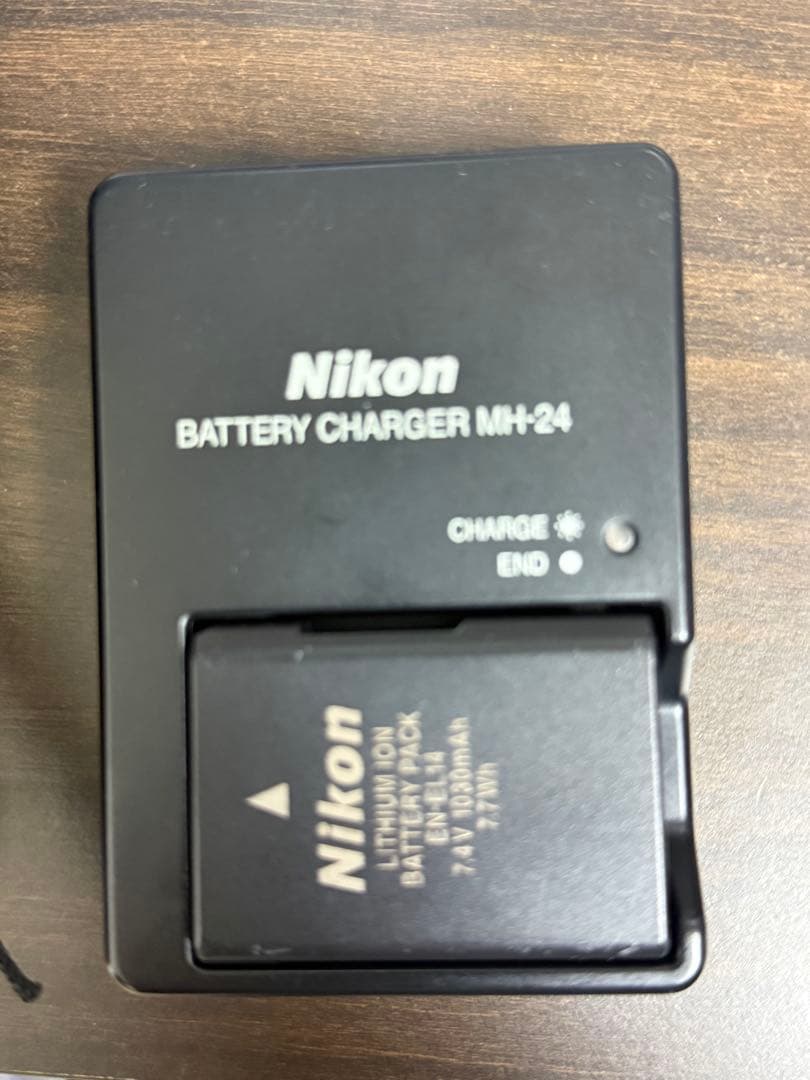 Nikon
BATTERY CHARGER MH-24
CHARGE
END
Nikon
LITHIUM ION
BATTERY PACK
EN-EL14
7.4V 1030mAh
7.7Wh